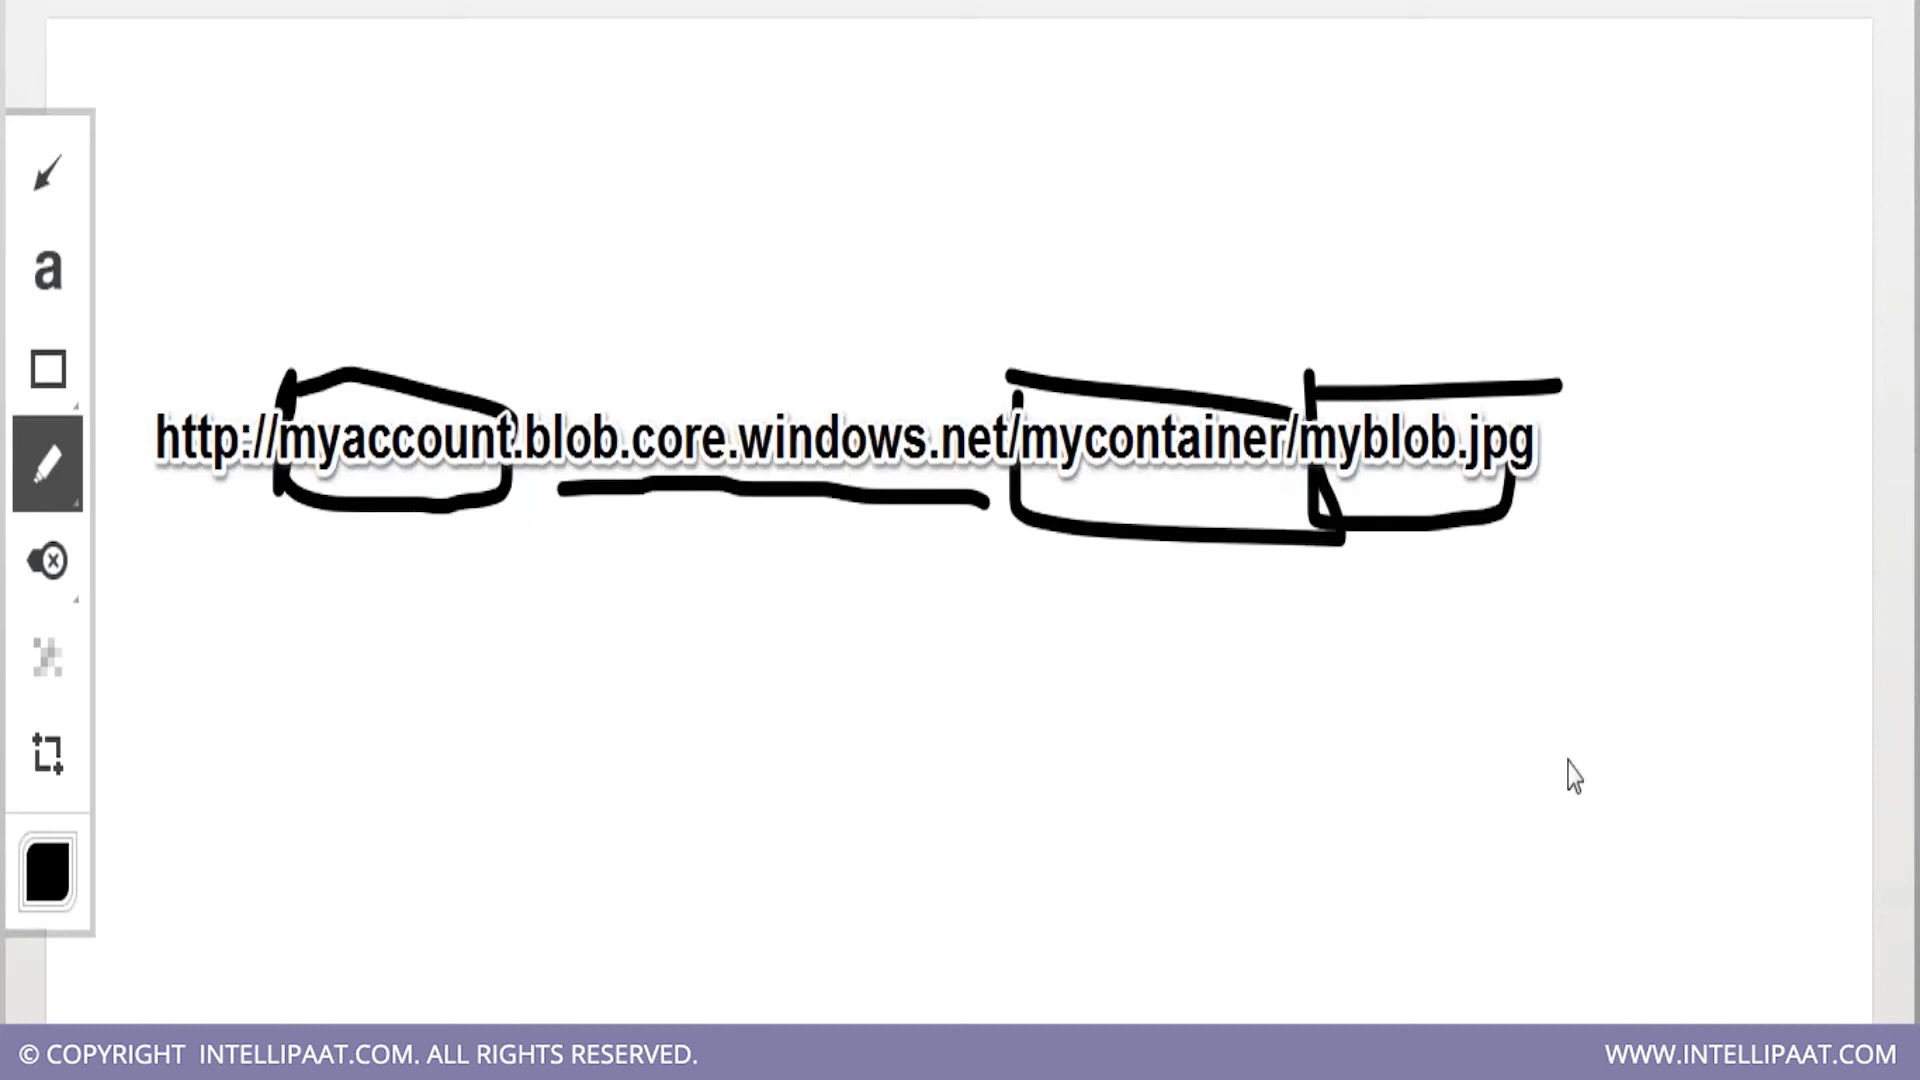 a
http://myaccount.blob.core.windows.net/mycontainer/myblob.jpg
© COPYRIGHT INTELLIPAAT.COM. ALL RIGHTS RESERVED.
WWW.INTELLIPAAT.COM